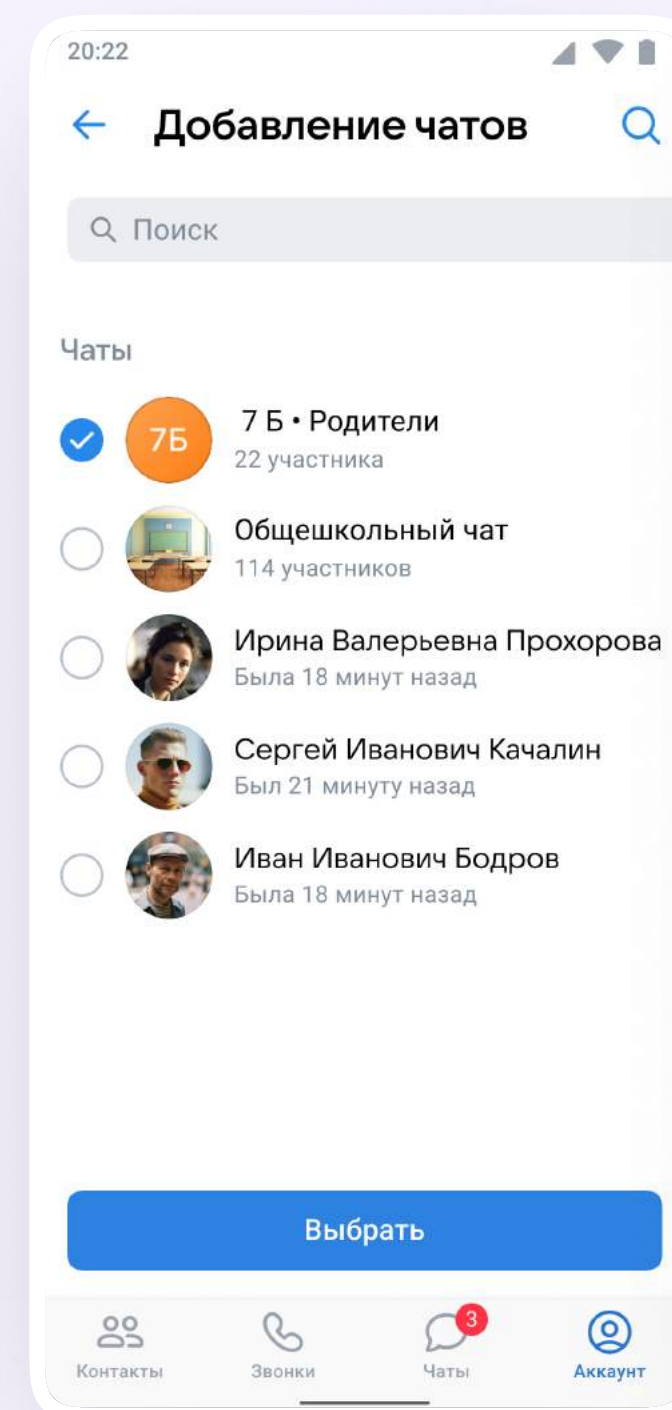 20:22
Добавление чатов
Поиск
Чаты
7Б
7 Б • Родители
22 участника
Общешкольный чат
114 участников
Ирина Валерьевна Прохорова
Была 18 минут назад
Сергей Иванович Качалин
Был 21 минуту назад
Иван Иванович Бодров
Была 18 минут назад
Выбрать
3
Контакты
Звонки
Чаты
Аккаунт